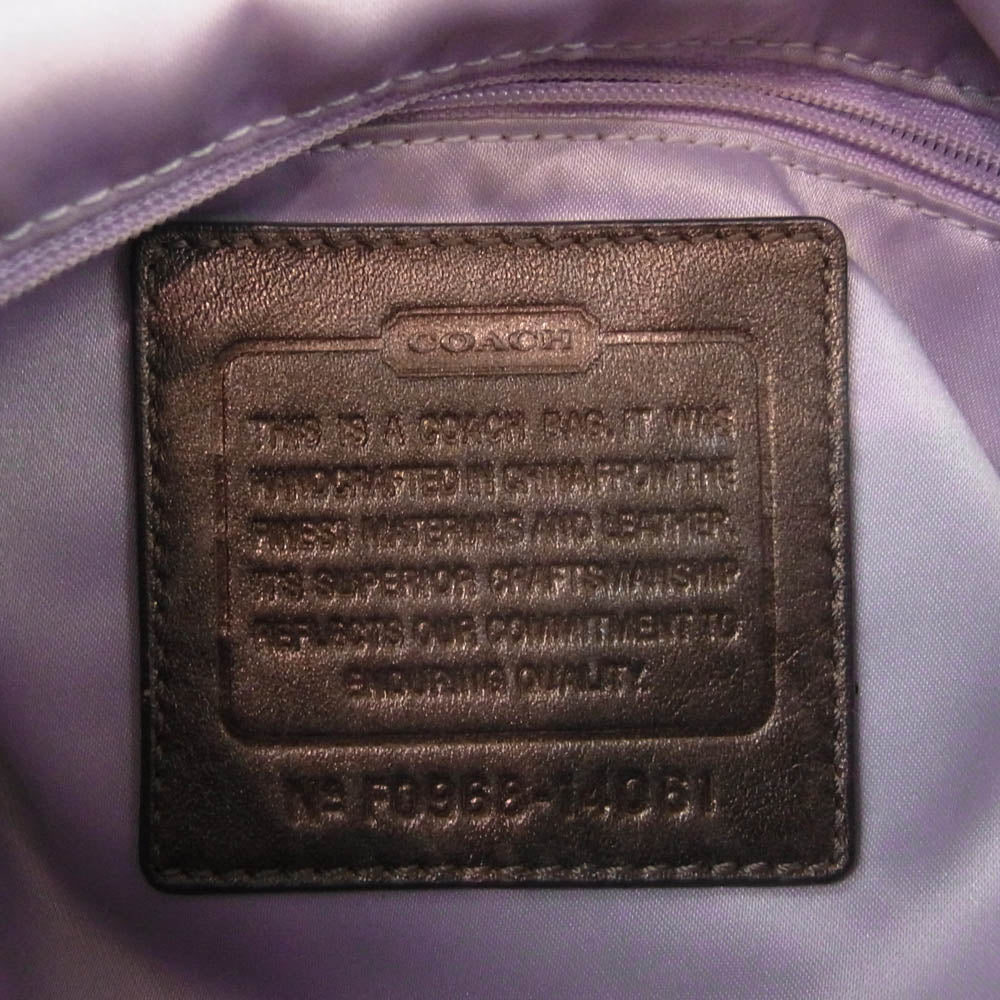 COACH
THIS IS A COACH BAG. IT WAS
HANDCRAFTED IN CHINA FROM THE
FINEST MATERIALS AND LEATHER.
ITS SUPERIOR CRAFTSMANSHIP
REFLECTS OUR COMMITMENT TO
ENDURING QUALITY.
Nº F0968-14061